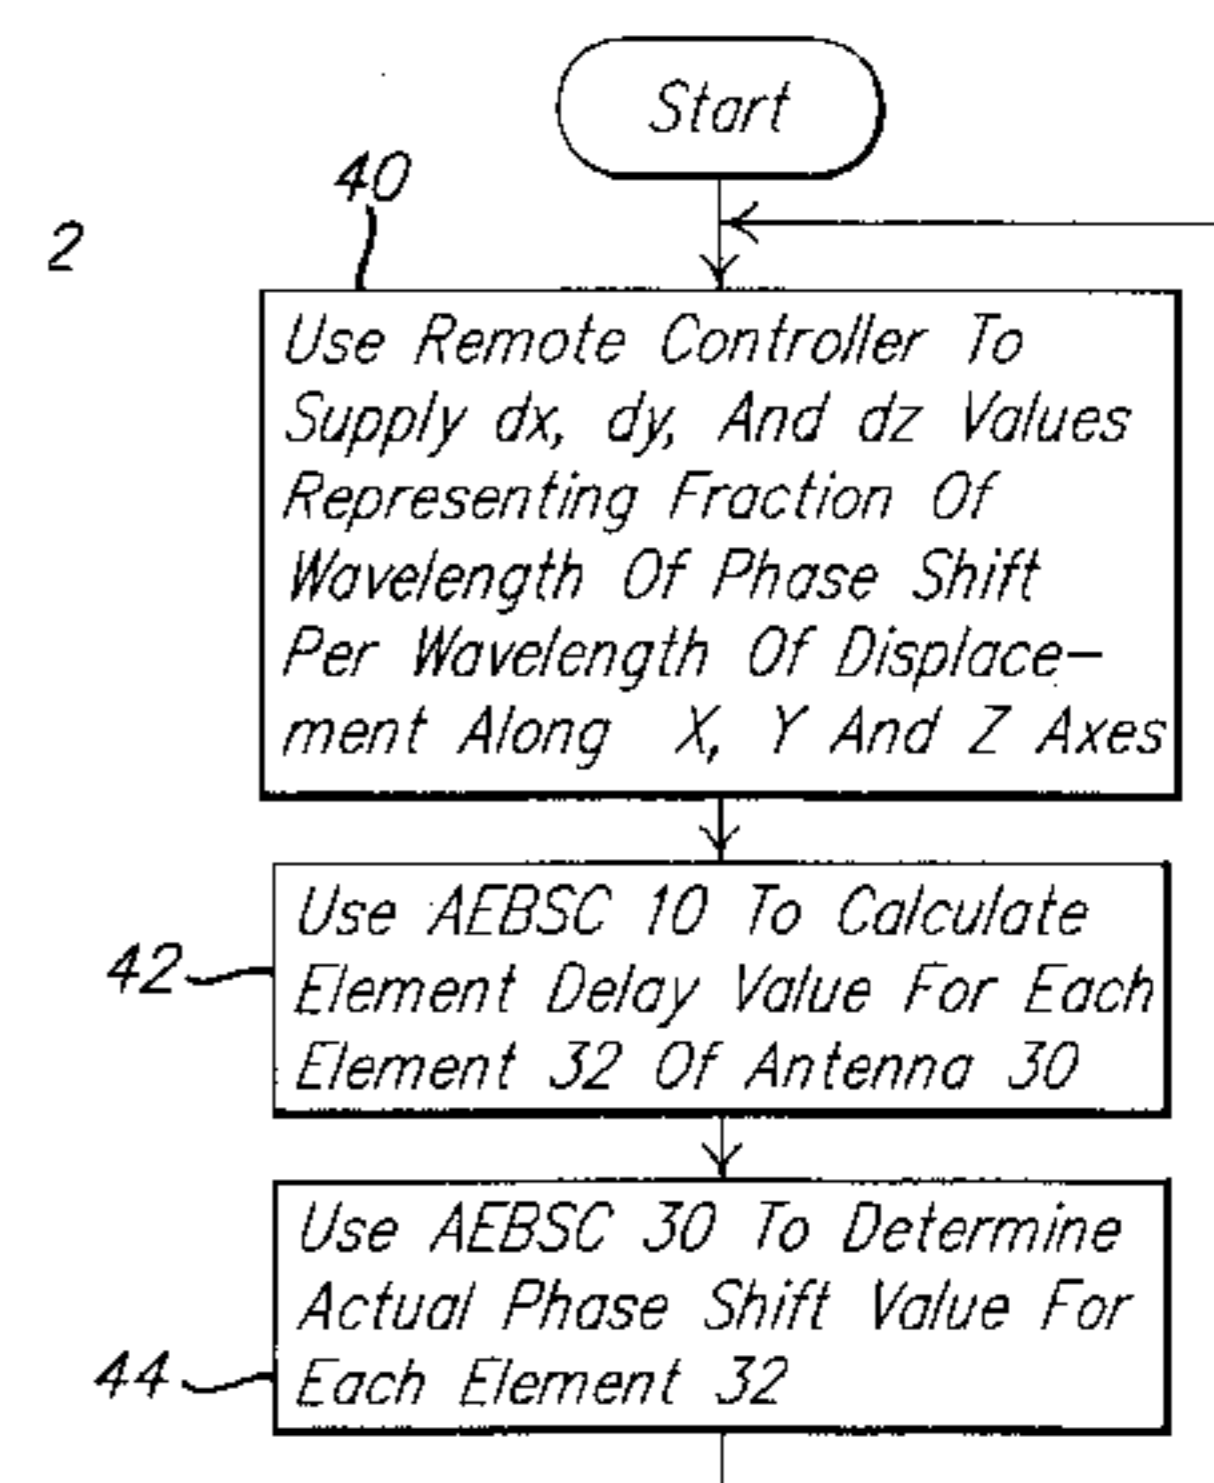 Start
40
2
Use Remote Controller To
Supply dx, dy, And dz Values
Representing Fraction Of
Wavelength Of Phase Shift
Per Wavelength Of Displace-
ment Along X, Y And Z Axes
Use AEBSC 10 To Calculate
Element Delay Value For Each
Element 32 Of Antenna 30
42
Use AEBSC 30 To Determine
Actual Phase Shift Value For
Each Element 32
44